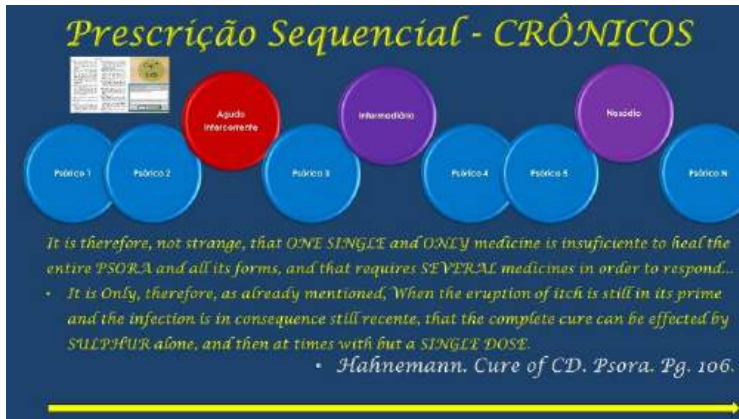 Prescrição Sequencial - CRÔNICOS
Agudo
Intercorrente
Intermediário
Nosódio
Psórico 1
Psórico 2
Psórico 3
Psórico 4
Psórico 5
Psórico N
It is therefore, not strange, that ONE SINGLE and ONLY medicine is insuficiente to heal the
entire PSORA and all its forms, and that requires SEVERAL medicines in order to respond...
• It is Only, therefore, as already mentioned, When the eruption of itch is still in its prime
and the infection is in consequence still recente, that the complete cure can be effected by
SULPHUR alone, and then at times with but a SINGLE DOSE.
• Hahnemann. Cure of CD. Psora. Pg. 106.